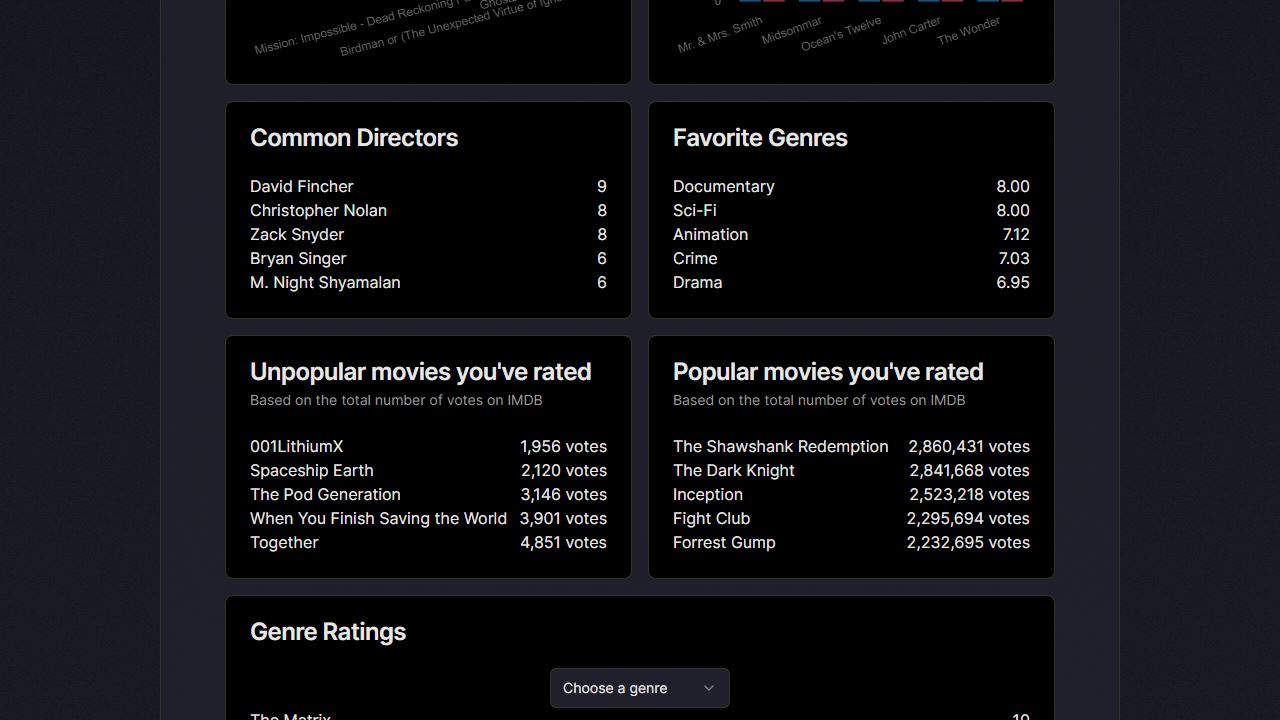 Mission: Impossible - Dead Reckoning
Birdman or (The Unexpected Virtue of
0
Mr. & Mrs. Smith
Midsommar
Ocean's Twelve
John Carter
The Wonder
Common Directors
David Fincher 9
Christopher Nolan 8
Zack Snyder 8
Bryan Singer 6
M. Night Shyamalan 6
Favorite Genres
Documentary 8.00
Sci-Fi 8.00
Animation 7.12
Crime 7.03
Drama 6.95
Unpopular movies you've rated
Based on the total number of votes on IMDB
001LithiumX 1,956 votes
Spaceship Earth 2,120 votes
The Pod Generation 3,146 votes
When You Finish Saving the World 3,901 votes
Together 4,851 votes
Popular movies you've rated
Based on the total number of votes on IMDB
The Shawshank Redemption 2,860,431 votes
The Dark Knight 2,841,668 votes
Inception 2,523,218 votes
Fight Club 2,295,694 votes
Forrest Gump 2,232,695 votes
Genre Ratings
Choose a genre
The Matrix 10